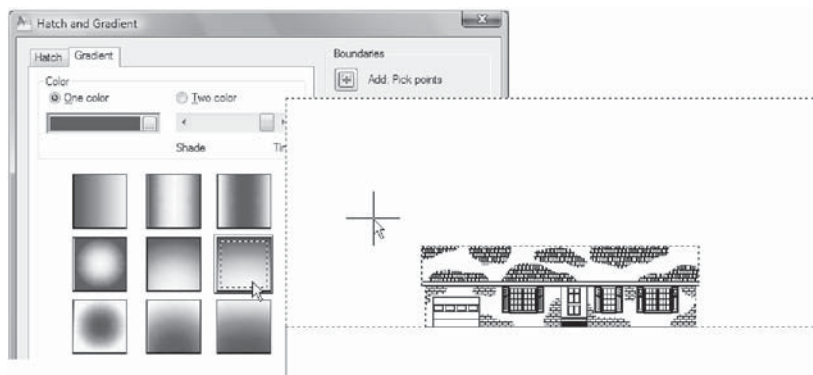 Hatch and Gradient
Hatch Gradient
Boundaries
Color
Add: Pick points
One color
Two color
Shade